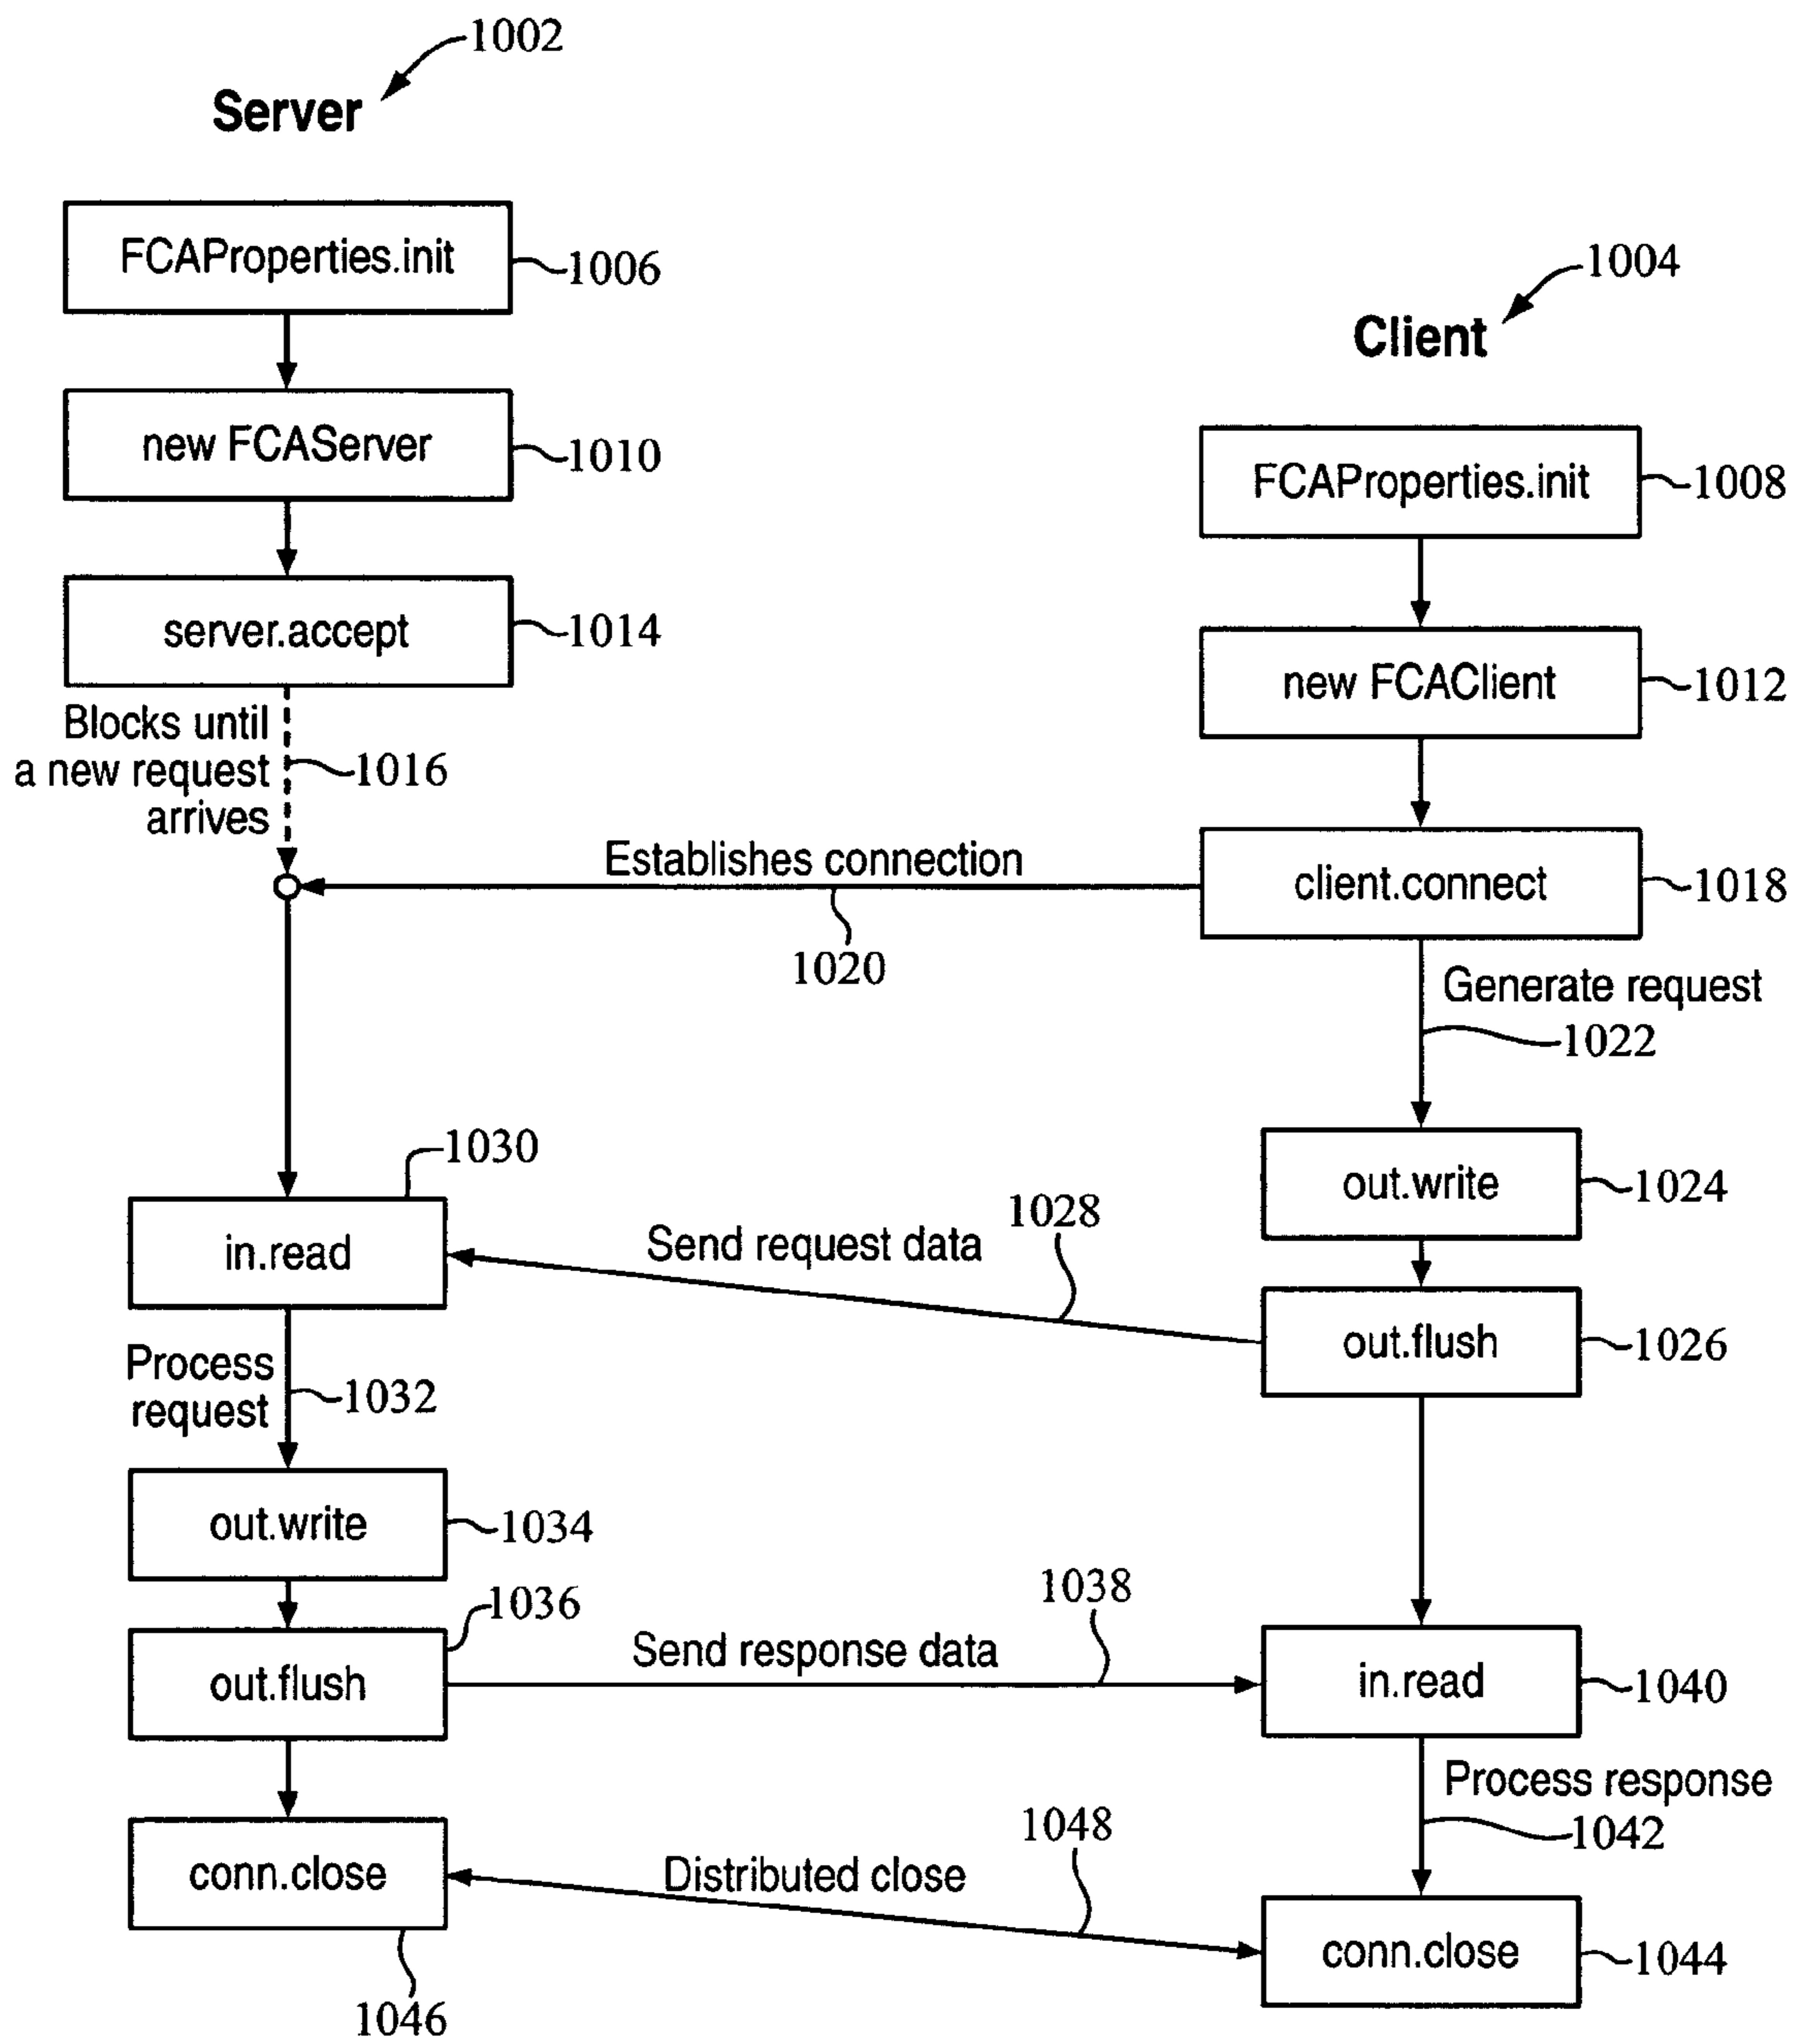 1002
Server
FCAProperties.init
1006
1004
Client
new FCAServer
1010
FCAProperties.init
1008
server.accept
1014
new FCAClient
1012
Blocks until
a new request
arrives
1016
Establishes connection
1020
client.connect
1018
Generate request
1022
1030
in.read
out.write
1024
Send request data
1028
out.flush
1026
Process
request
1032
out.write
1034
1036
out.flush
Send response data
1038
in.read
1040
Process response
1042
conn.close
1046
Distributed close
1048
conn.close
1044